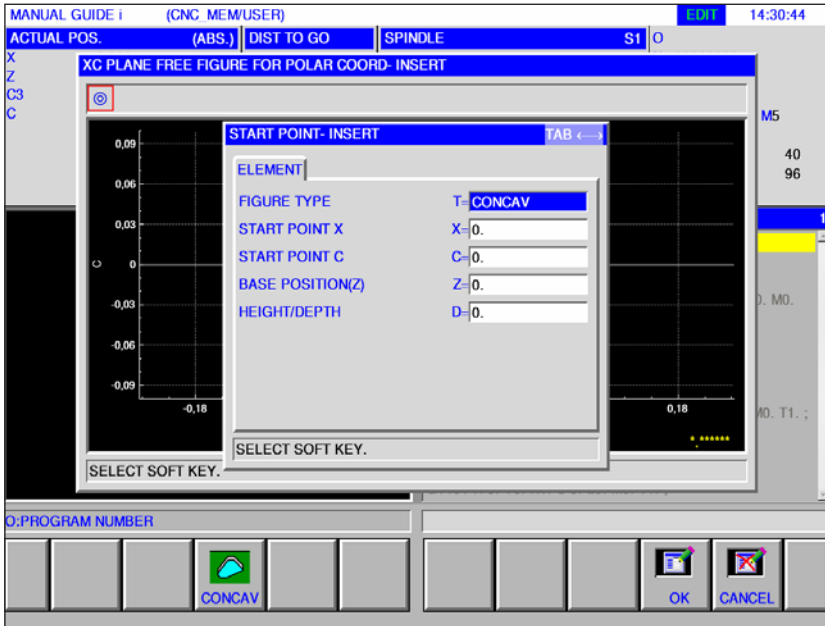 MANUAL GUIDE i (CNC_MEM/USER) EDIT 14:30:44
ACTUAL POS. (ABS.) DIST TO GO SPINDLE S1 O
X
Z
C3
C
XC PLANE FREE FIGURE FOR POLAR COORD- INSERT
M5
40
96
START POINT- INSERT TAB ←→
ELEMENT
FIGURE TYPE T= CONCAV
START POINT X X= 0.
START POINT C C= 0.
BASE POSITION(Z) Z= 0.
HEIGHT/DEPTH D= 0.
SELECT SOFT KEY.
0,09
0,06
0,03
C 0
-0,03
-0,06
-0,09
-0,18 0,18
*.******
SELECT SOFT KEY.
1
0. M0.
M0. T1. ;
O:PROGRAM NUMBER
CONCAV OK CANCEL